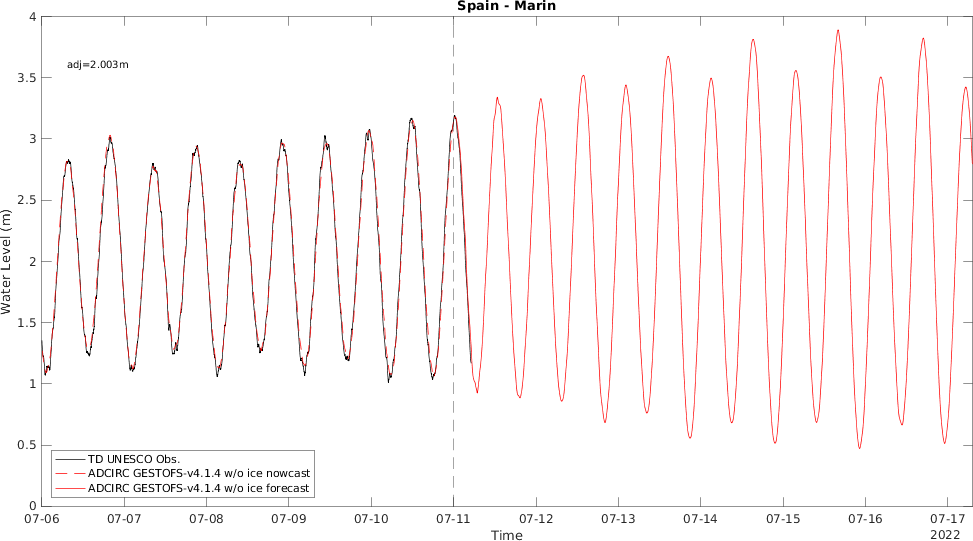 Spain - Marin
adj=2.003m
Water Level (m)
4
3.5
3
2.5
2
1.5
1
0.5
0
TD UNESCO Obs.
ADCIRC GESTOFS-v4.1.4 w/o ice nowcast
ADCIRC GESTOFS-v4.1.4 w/o ice forecast
07-06 07-07 07-08 07-09 07-10 07-11 07-12 07-13 07-14 07-15 07-16 07-17
Time
2022